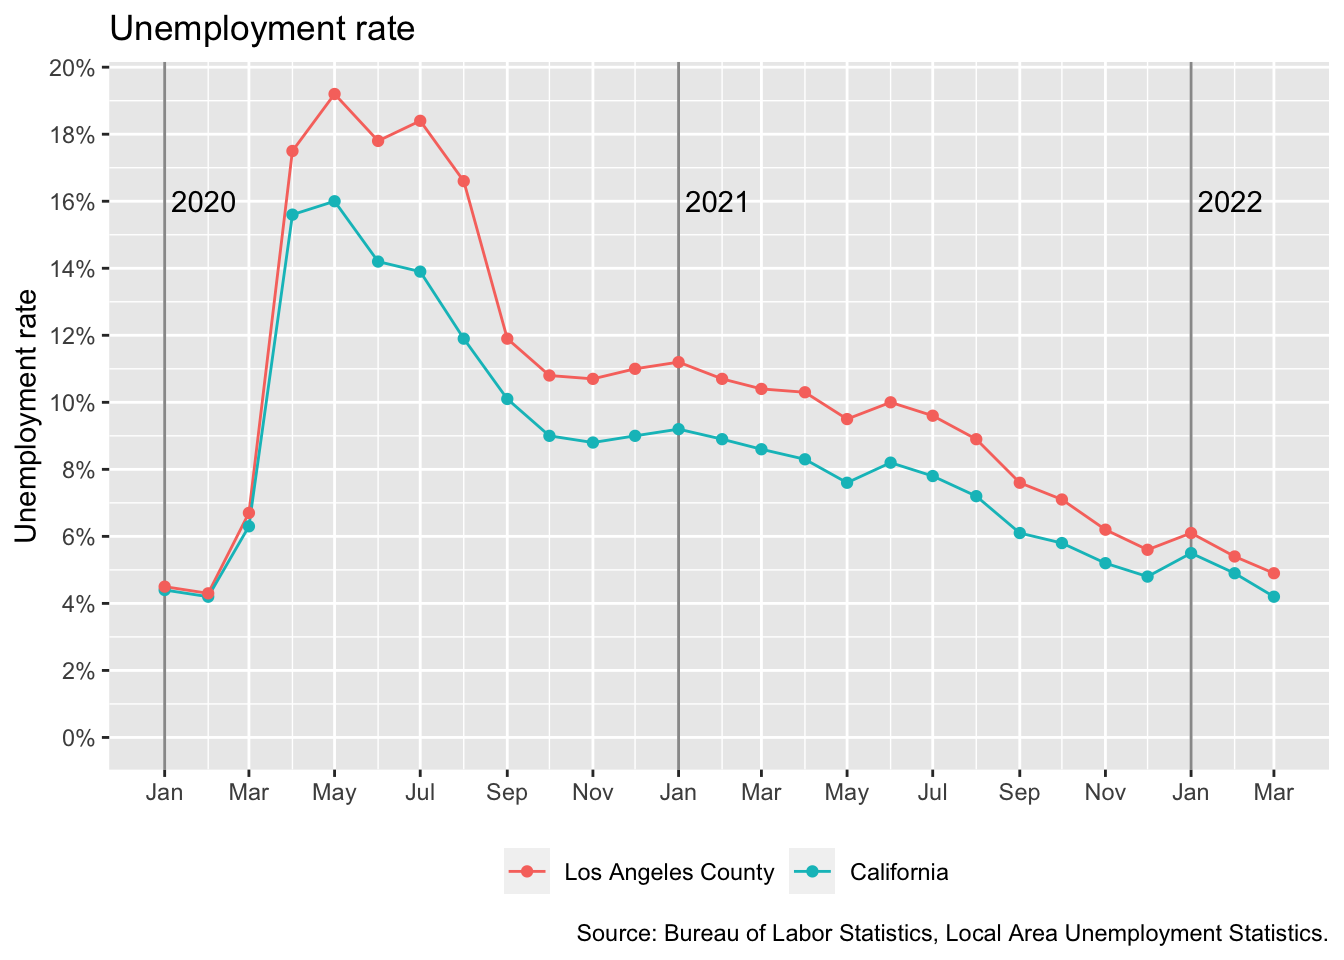 Unemployment rate
20%
18%
16%
14%
12%
10%
8%
6%
4%
2%
0%
Unemployment rate
2020 2021 2022
Jan Mar May Jul Sep Nov Jan Mar May Jul Sep Nov Jan Mar
Los Angeles County California
Source: Bureau of Labor Statistics, Local Area Unemployment Statistics.